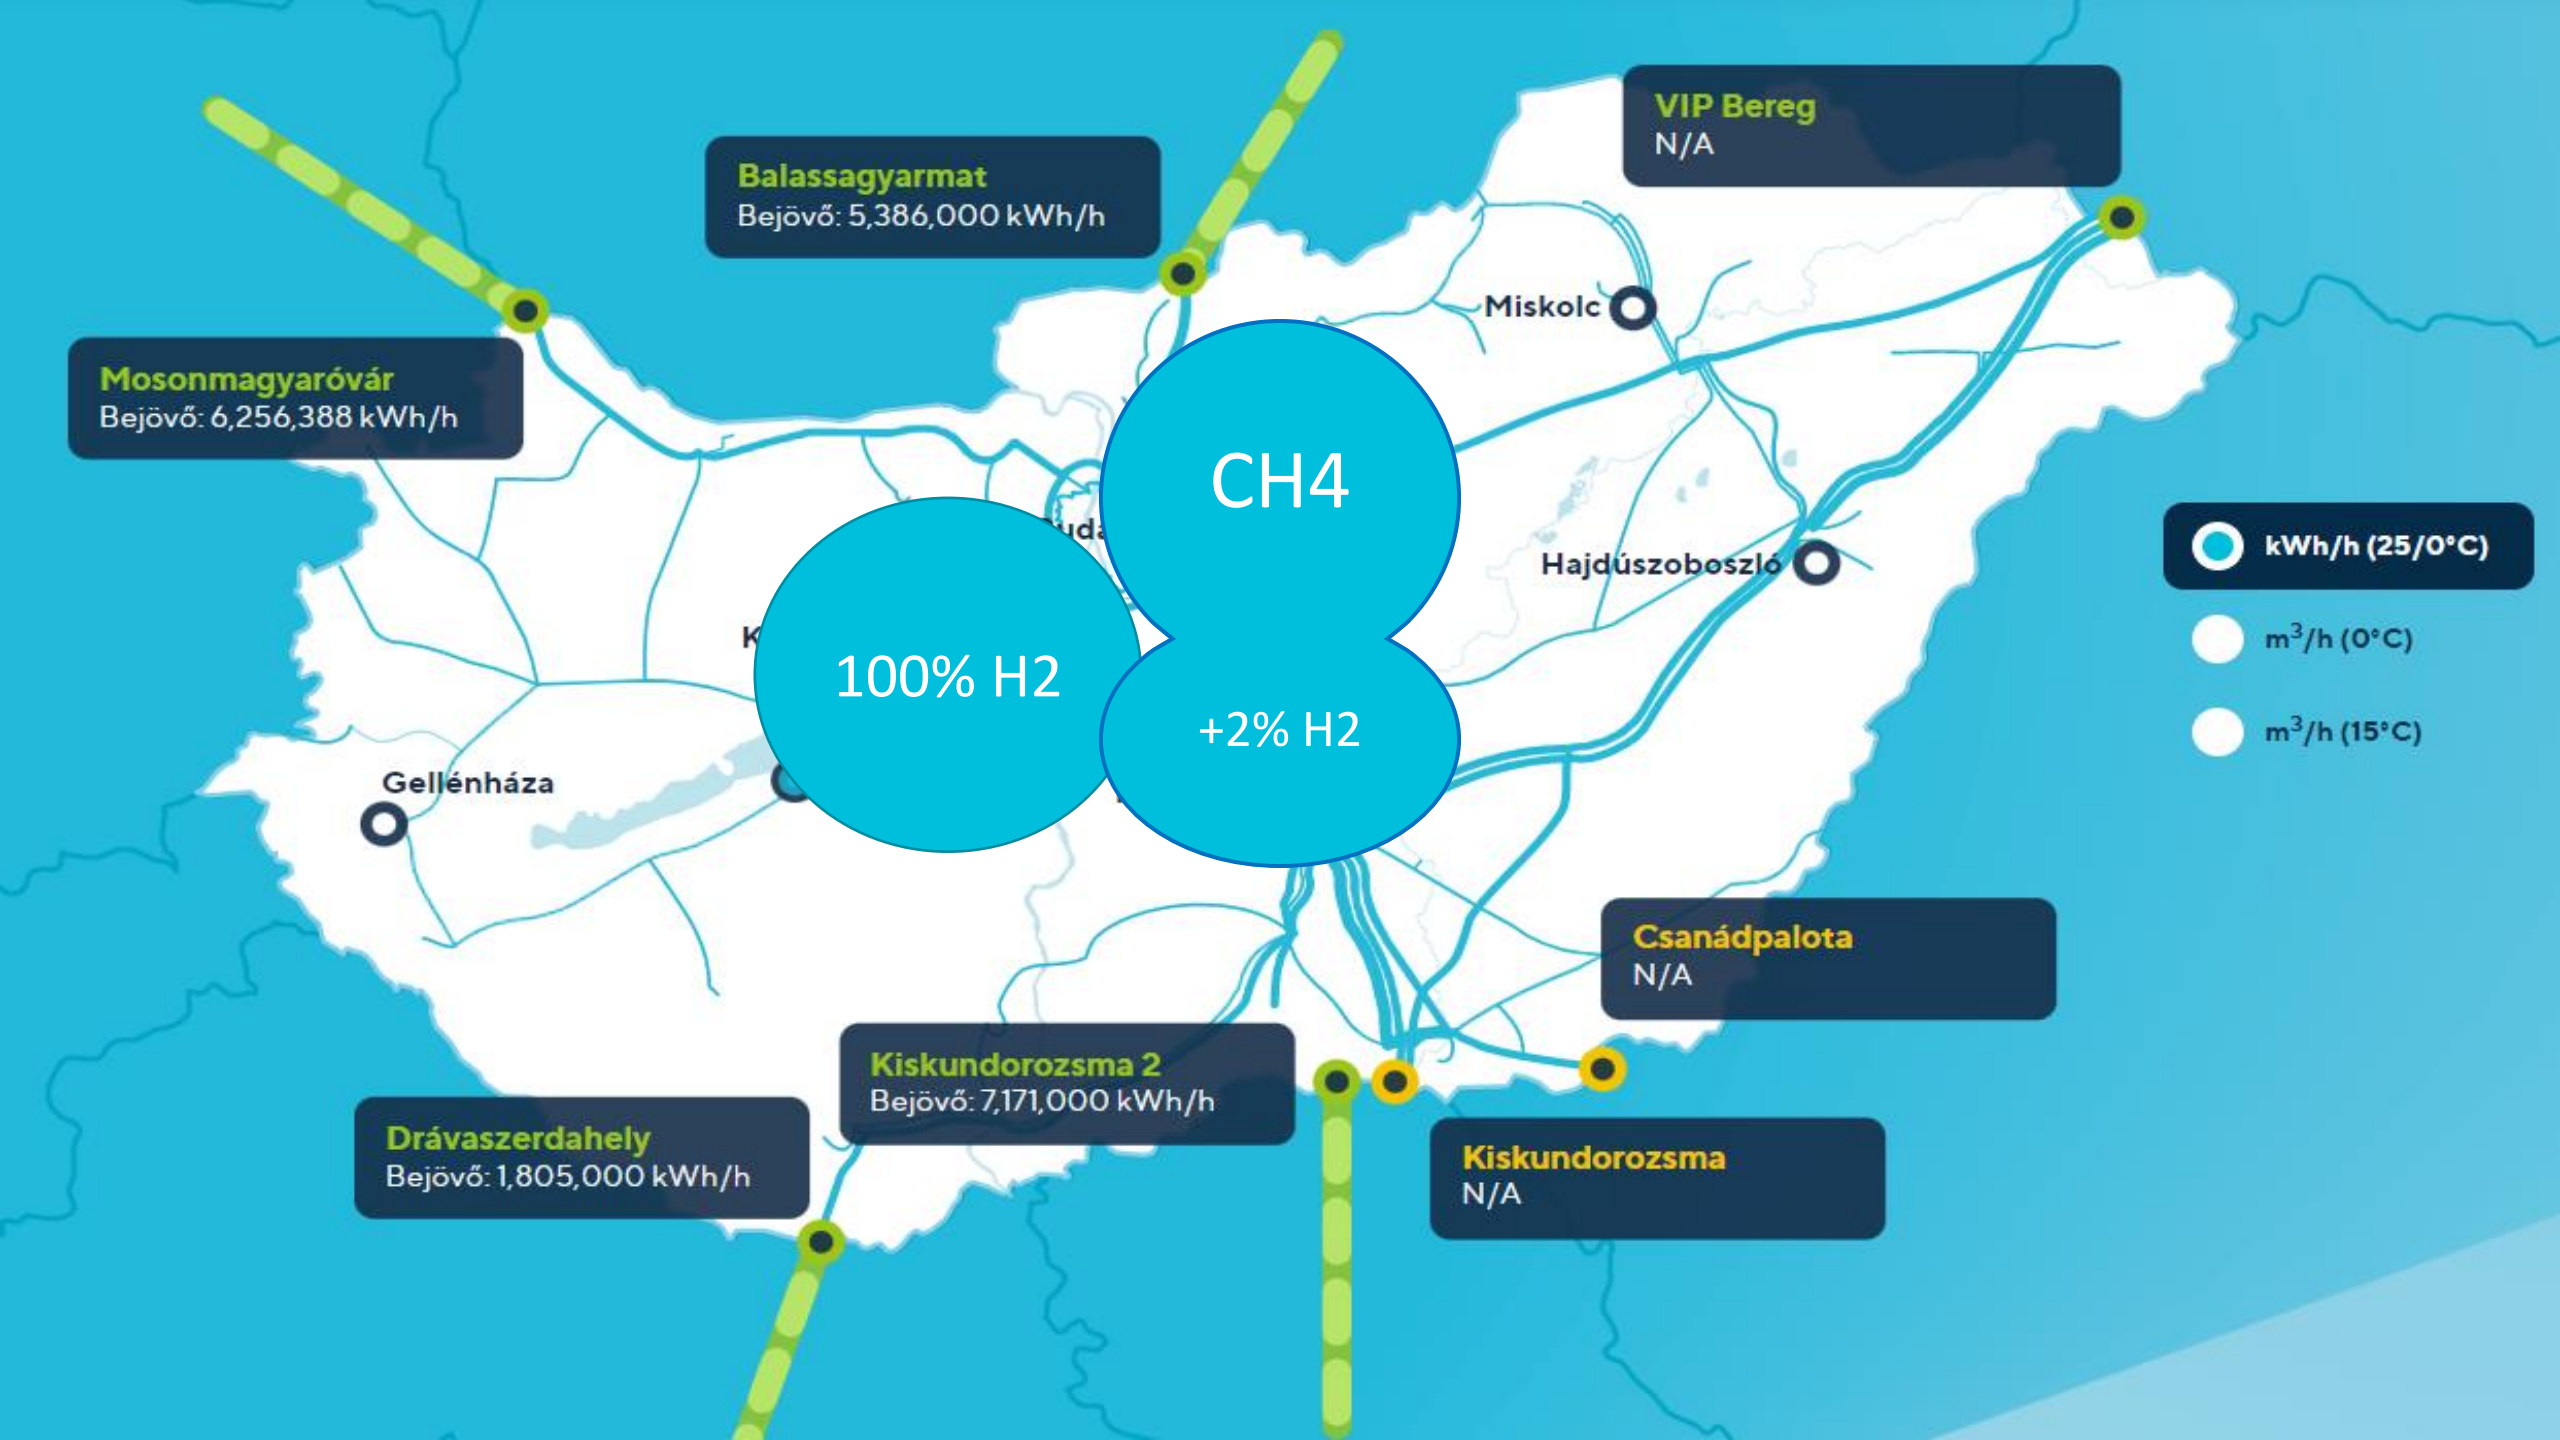 VIP Bereg
N/A
Balassagyarmat
Bejövő: 5,386,000 kWh/h
Miskolc
Mosonmagyaróvár
Bejövő: 6,256,388 kWh/h
CH4
kWh/h (25/0°C)
Hajdúszoboszló
m³/h (0°C)
100% H2
+2% H2
m³/h (15°C)
Gellénháza
Csanádpalota
N/A
Kiskundorozsma 2
Bejövő: 7,171,000 kWh/h
Drávaszerdahely
Bejövő: 1,805,000 kWh/h
Kiskundorozsma
N/A